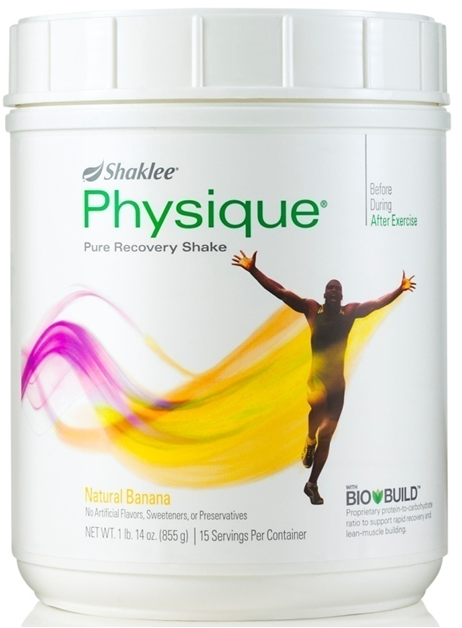 Shaklee®
Physique®
Pure Recovery Shake
Before
During
After Exercise
Natural Banana
No Artificial Flavors, Sweeteners, or Preservatives
NET WT. 1 lb. 14 oz. (855 g) | 15 Servings Per Container
WITH
BIO BUILD™
Proprietary protein-to-carbohydrate
ratio to support rapid recovery and
lean-muscle building.